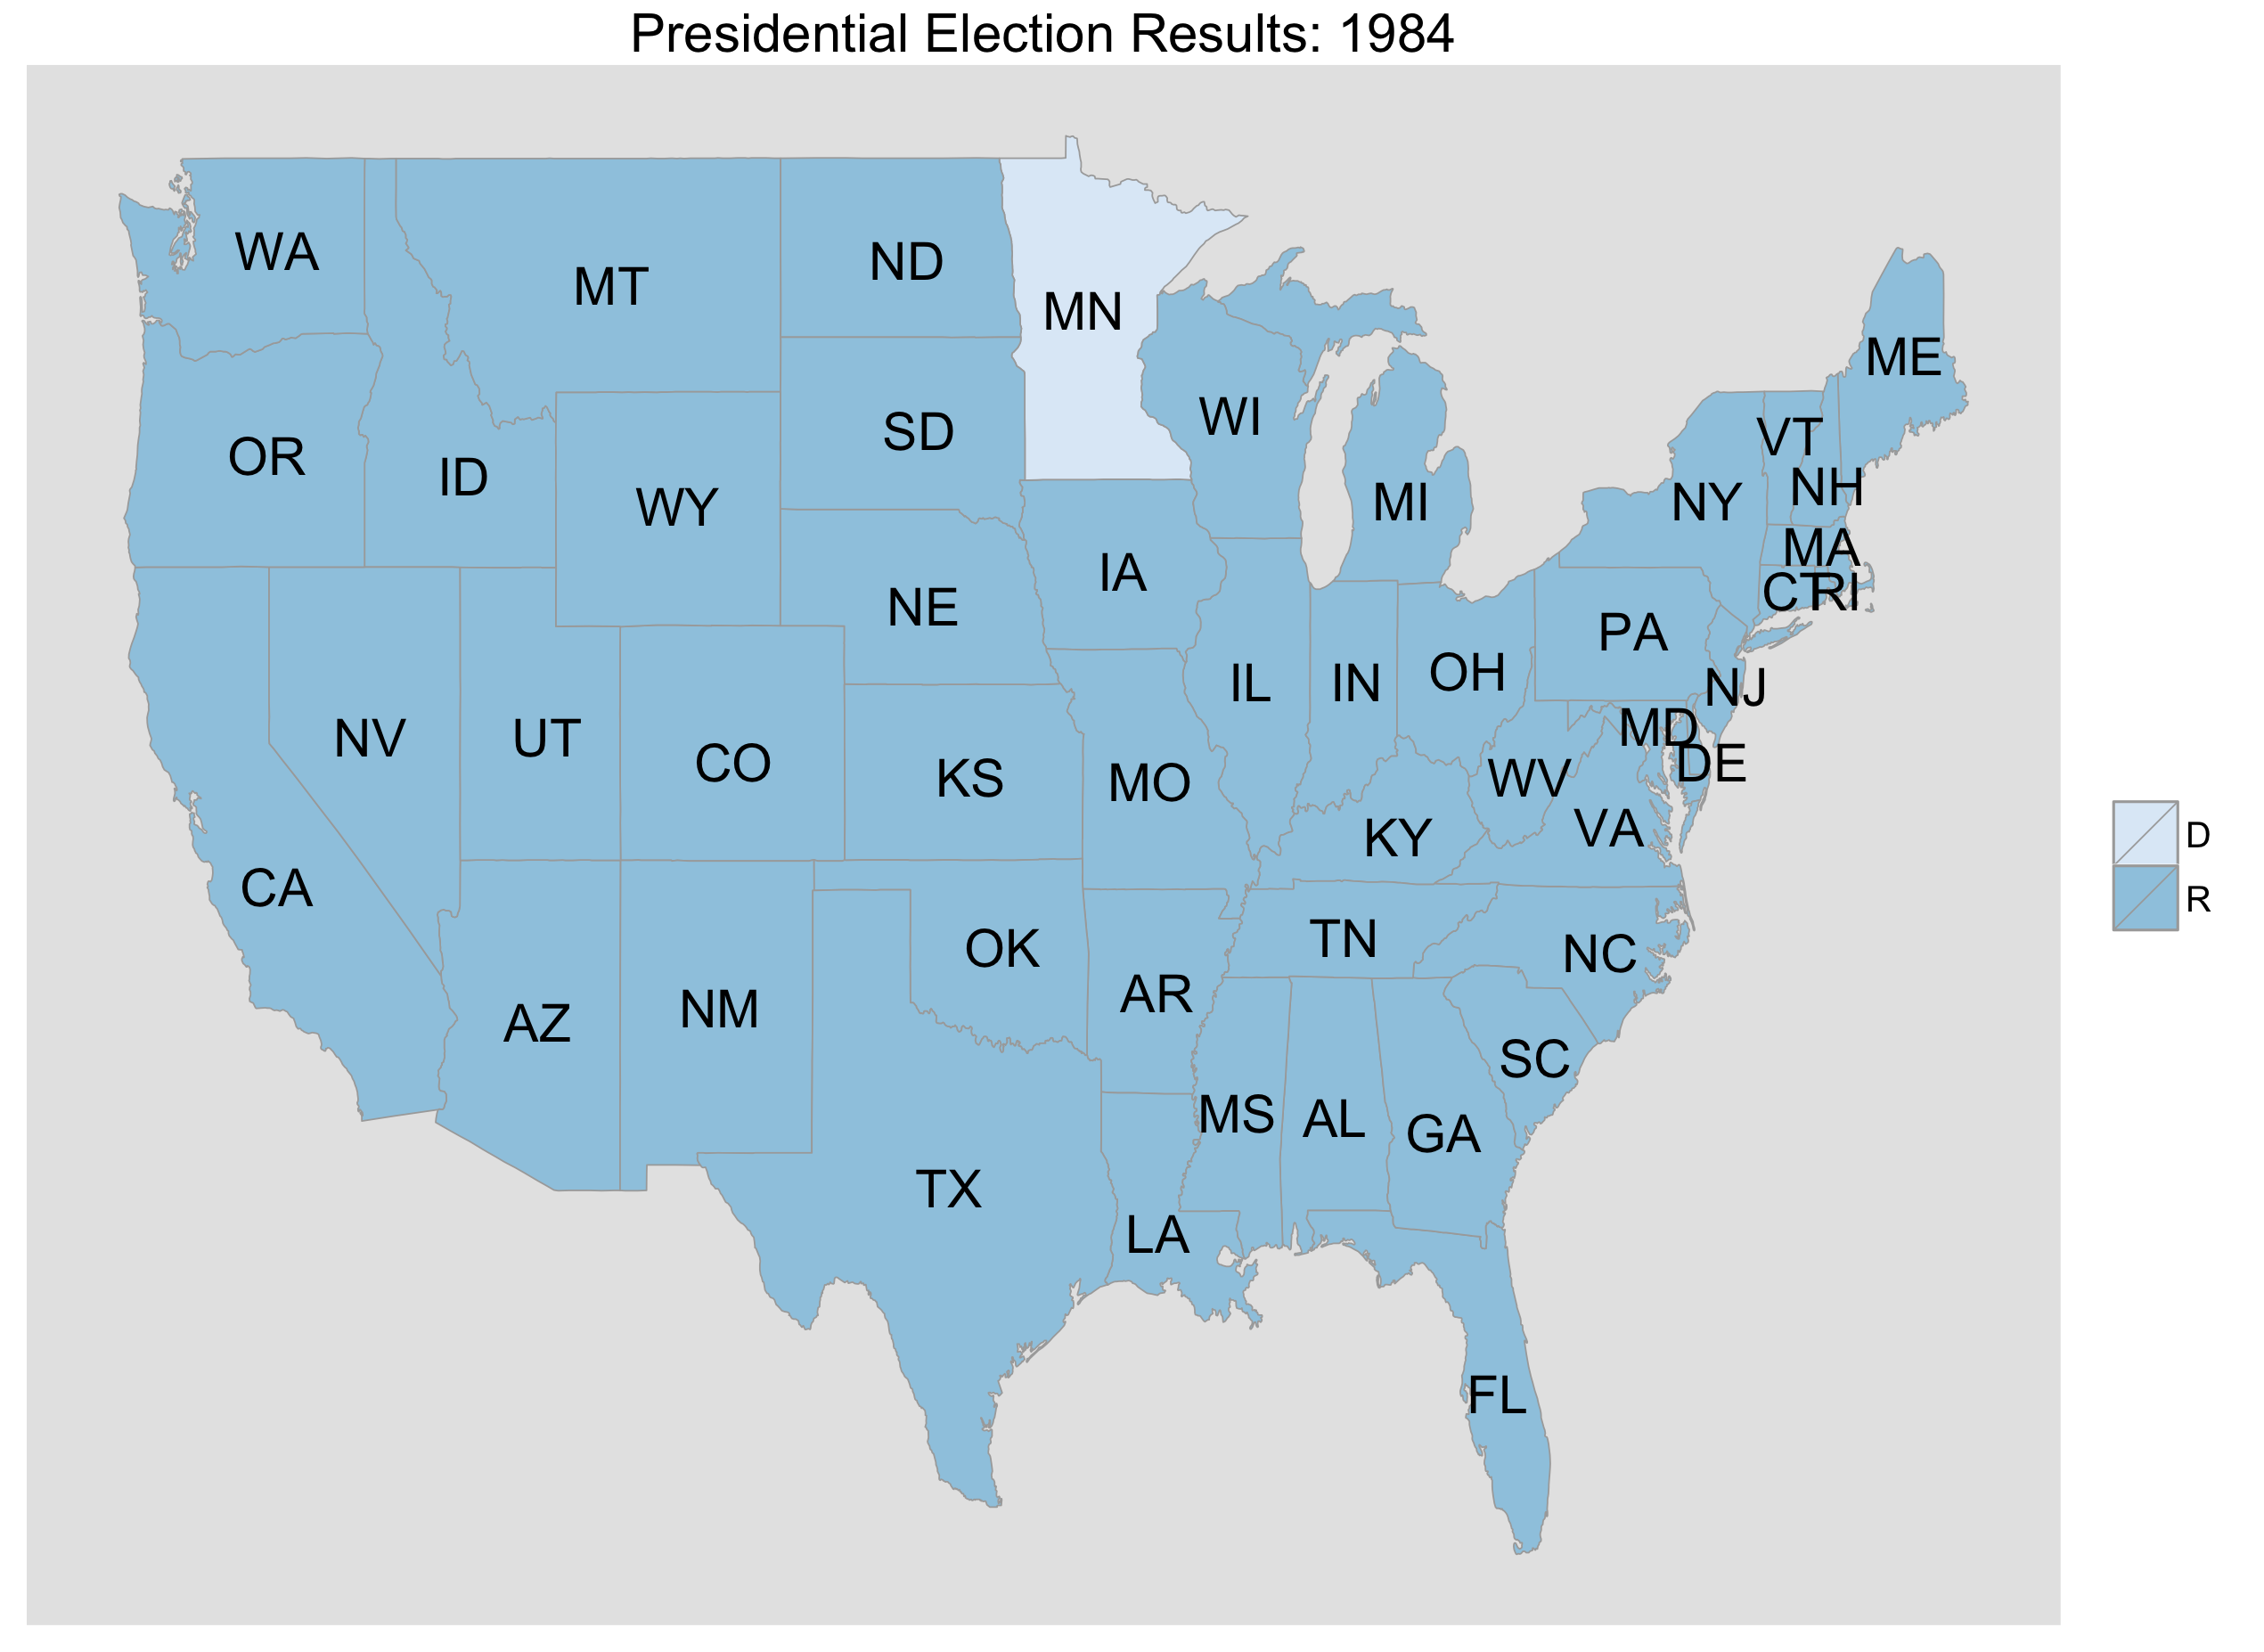 Presidential Election Results: 1984
WA
MT
ND
MN
ME
OR
ID
WY
SD
WI
MI
NY
VT
NH
MA
CT
RI
IA
NE
PA
NJ
NV
UT
CO
KS
MO
IL
IN
OH
MD
DE
WV
VA
KY
CA
D
R
AZ
NM
OK
AR
TN
NC
SC
MS
AL
GA
TX
LA
FL